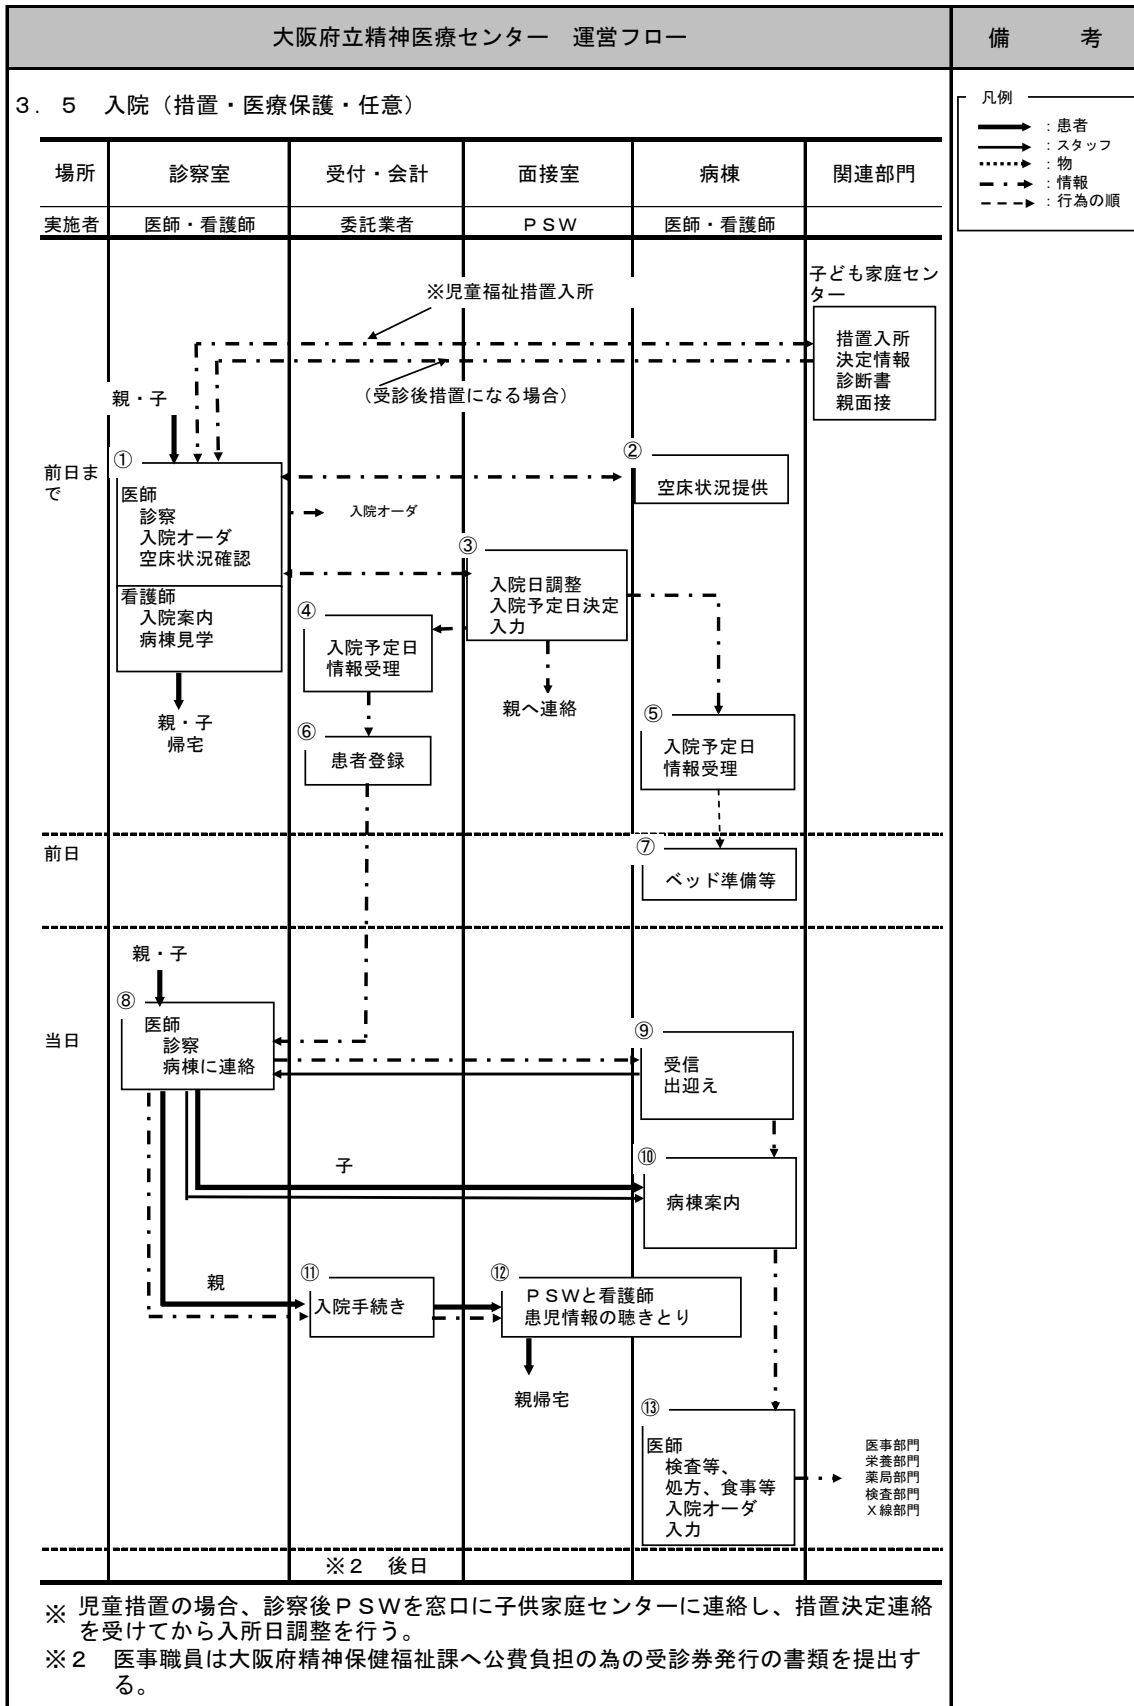 大阪府立精神医療センター　運営フロー
備　考
３．５　入院（措置・医療保護・任意）
凡例
：患者
：スタッフ
：物
：情報
：行為の順
場所
診察室
受付・会計
面接室
病棟
関連部門
実施者
医師・看護師
委託業者
ＰＳＷ
医師・看護師
子ども家庭セン
ター
※児童福祉措置入所
措置入所
決定情報
診断書
親面接
（受診後措置になる場合）
親・子
前日ま
で
①
医師
診察
入院オーダ
空床状況確認
看護師
入院案内
病棟見学
入院オーダ
②
空床状況提供
③
入院日調整
入院予定日決定
入力
④
入院予定日
情報受理
親へ連絡
親・子
帰宅
⑤
入院予定日
情報受理
⑥
患者登録
前日
⑦
ベッド準備等
親・子
当日
⑧
医師
診察
病棟に連絡
⑨
受信
出迎え
子
⑩
病棟案内
親
⑪
入院手続き
⑫
ＰＳＷと看護師
患児情報の聴きとり
親帰宅
⑬
医師
検査等、
処方、食事等
入院オーダ
入力
医事部門
栄養部門
薬局部門
検査部門
Ｘ線部門
※２　後日
※　児童措置の場合、診察後ＰＳＷを窓口に子供家庭センターに連絡し、措置決定連絡
を受けてから入所日調整を行う。
※２　医事職員は大阪府精神保健福祉課へ公費負担の為の受診券発行の書類を提出す
る。